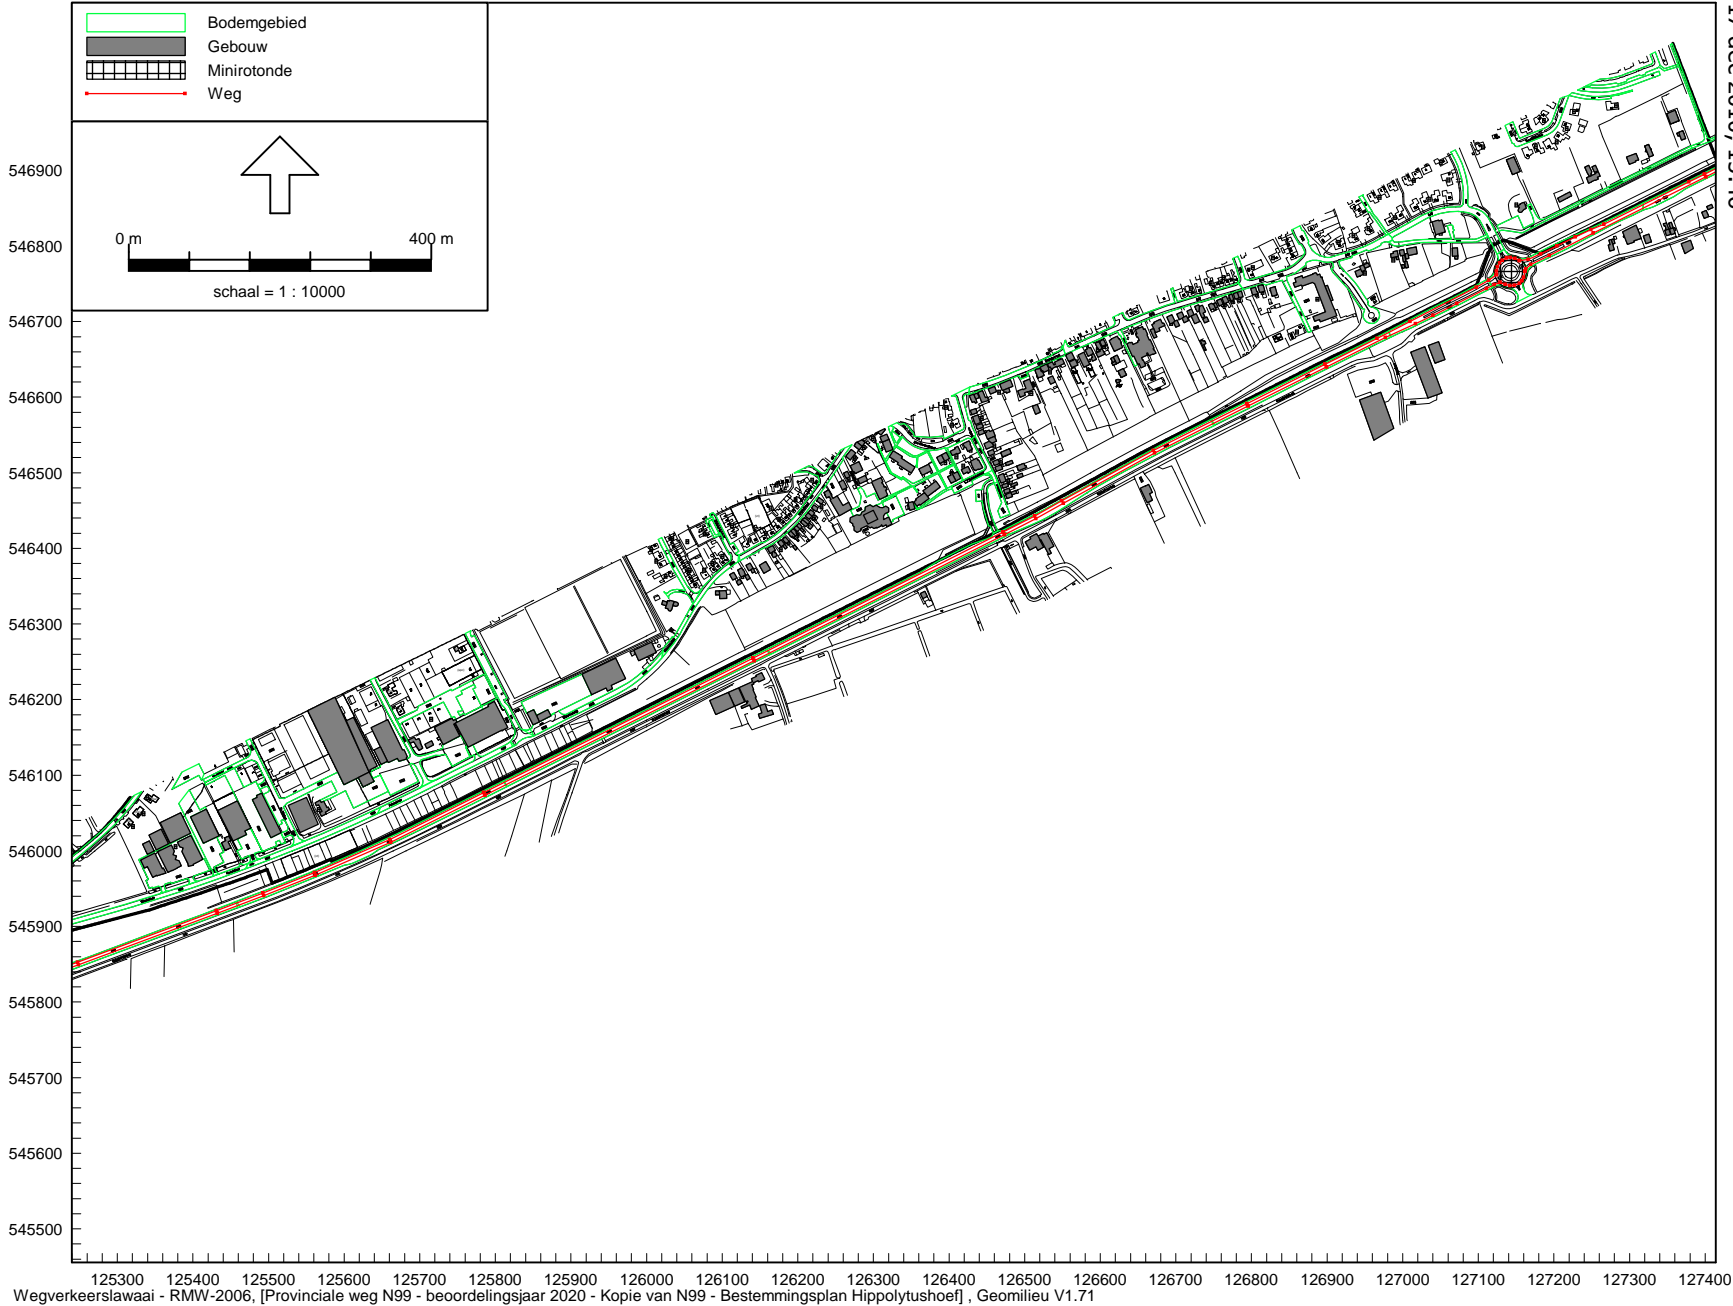 Bodemgebied
Gebouw
Minirotonde
Weg
0 m 400 m
schaal = 1 : 10000
546900
546800
546700
546600
546500
546400
546300
546200
546100
546000
545900
545800
545700
545600
545500
125300 125400 125500 125600 125700 125800 125900 126000 126100 126200 126300 126400 126500 126600 126700 126800 126900 127000 127100 127200 127300 127400
Wegverkeerslawaai - RMW-2006, [Provinciale weg N99 - beoordelingsjaar 2020 - Kopie van N99 - Bestemmingsplan Hippolytushoef] , Geomilieu V1.71